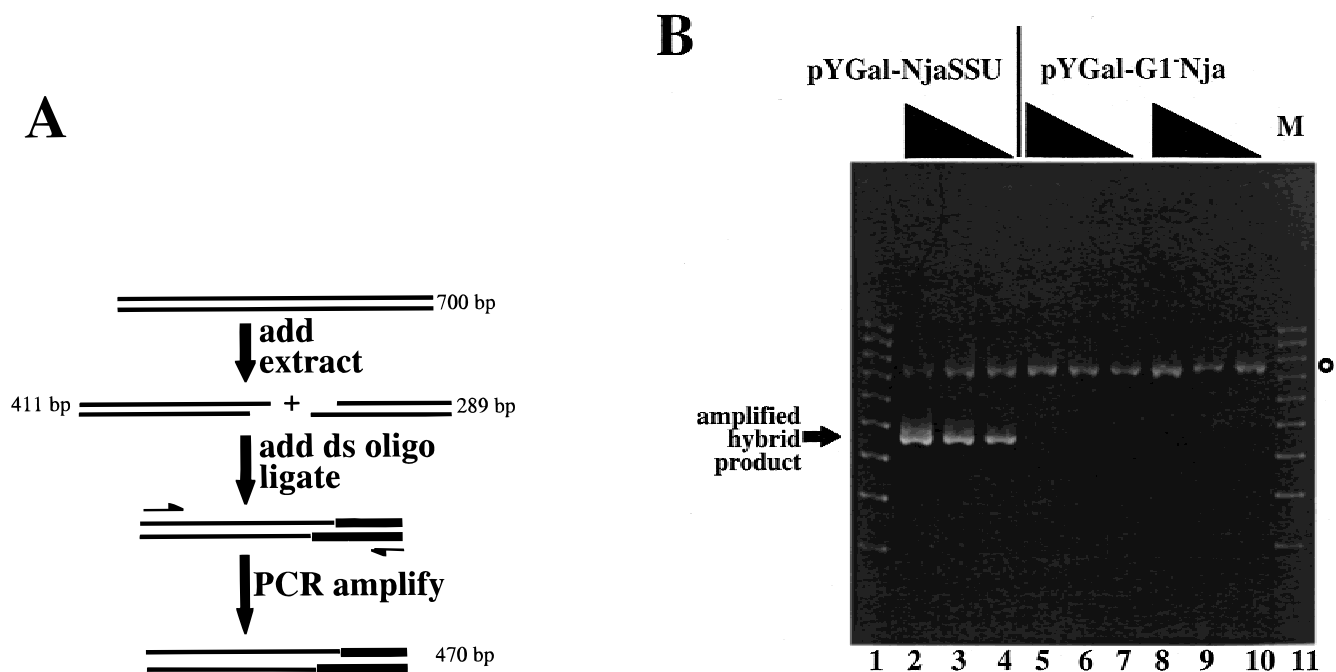 A
700 bp
add
extract
411 bp
+
289 bp
add ds oligo
ligate
PCR amplify
470 bp
B
pYGal-NjaSSU
pYGal-G1⁻Nja
M
amplified
hybrid
product
1 2 3 4 5 6 7 8 9 10 11